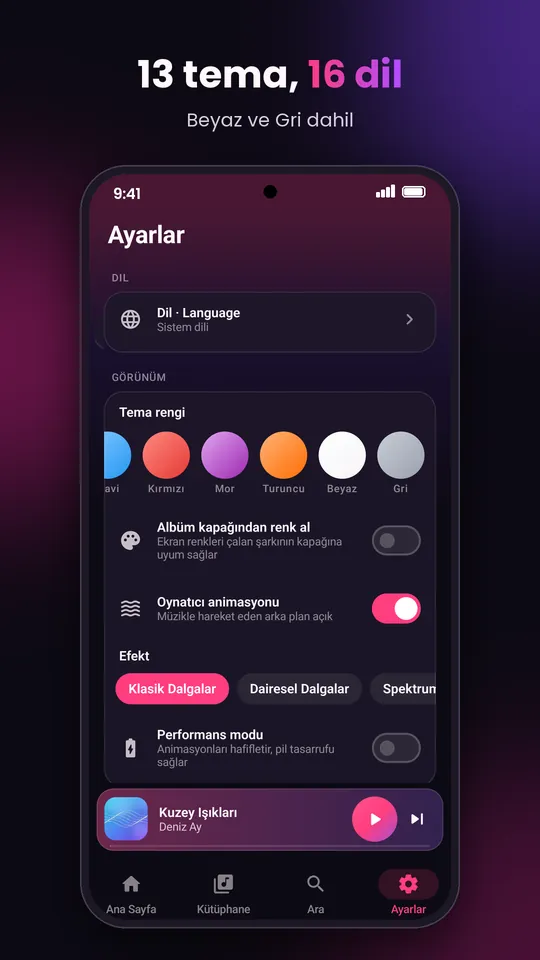 13 tema, 16 dil
Beyaz ve Gri dahil
9:41
Ayarlar
DIL
Dil · Language
Sistem dili
GÖRÜNÜM
Tema rengi
avi
Kırmızı
Mor
Turuncu
Beyaz
Gri
Albüm kapağından renk al
Ekran renkleri çalan şarkının kapağına
uyum sağlar
Oynatıcı animasyonu
Müzikle hareket eden arka plan açık
Efekt
Klasik Dalgalar
Dairesel Dalgalar
Spektrum
Performans modu
Animasyonları hafifletir, pil tasarrufu
sağlar
Kuzey Işıkları
Deniz Ay
Ana Sayfa
Kütüphane
Ara
Ayarlar